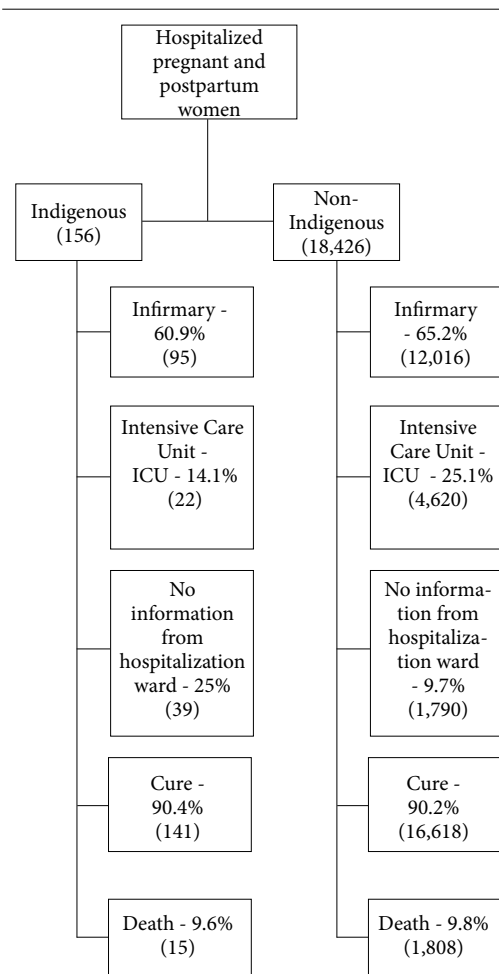 Hospitalized
pregnant and
postpartum
women
Indigenous
(156)
Non-
Indigenous
(18,426)
Infirmary -
60.9%
(95)
Infirmary
- 65.2%
(12,016)
Intensive Care
Unit -
ICU - 14.1%
(22)
Intensive
Care Unit -
ICU - 25.1%
(4,620)
No
information
from
hospitalization
ward - 25%
(39)
No informa-
tion from
hospitaliza-
tion ward
- 9.7%
(1,790)
Cure -
90.4%
(141)
Cure -
90.2%
(16,618)
Death - 9.6%
(15)
Death - 9.8%
(1,808)